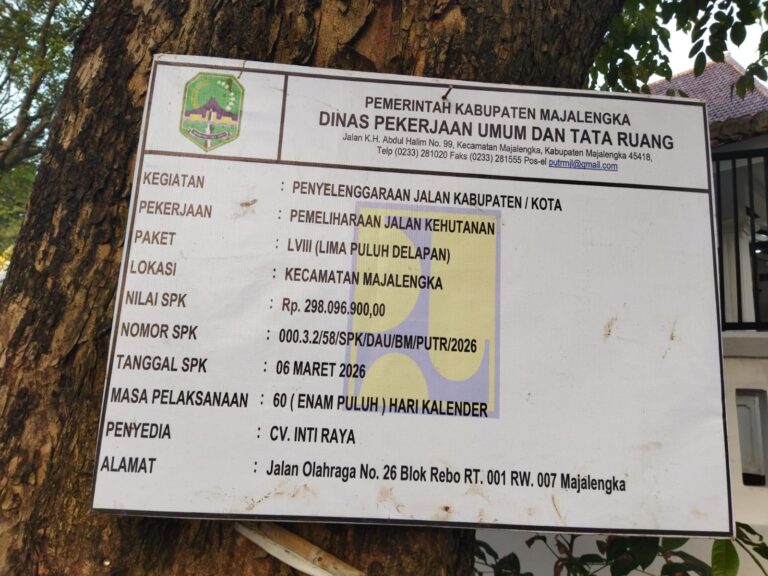 PEMERINTAH KABUPATEN MAJALENGKA
DINAS PEKERJAAN UMUM DAN TATA RUANG
Jalan K.H. Abdul Halim No. 99, Kecamatan Majalengka, Kabupaten Majalengka 45418,
Telp (0233) 281020 Faks (0233) 281555 Pos-el putrmjl@gmail.com
KEGIATAN : PENYELENGGARAAN JALAN KABUPATEN / KOTA
PEKERJAAN : PEMELIHARAAN JALAN KEHUTANAN
PAKET : LVIII (LIMA PULUH DELAPAN)
LOKASI : KECAMATAN MAJALENGKA
NILAI SPK : Rp. 298.096.900,00
NOMOR SPK : 000.3.2/58/SPK/DAU/BM/PUTR/2026
TANGGAL SPK : 06 MARET 2026
MASA PELAKSANAAN : 60 ( ENAM PULUH ) HARI KALENDER
PENYEDIA : CV. INTI RAYA
ALAMAT : Jalan Olahraga No. 26 Blok Rebo RT. 001 RW. 007 Majalengka